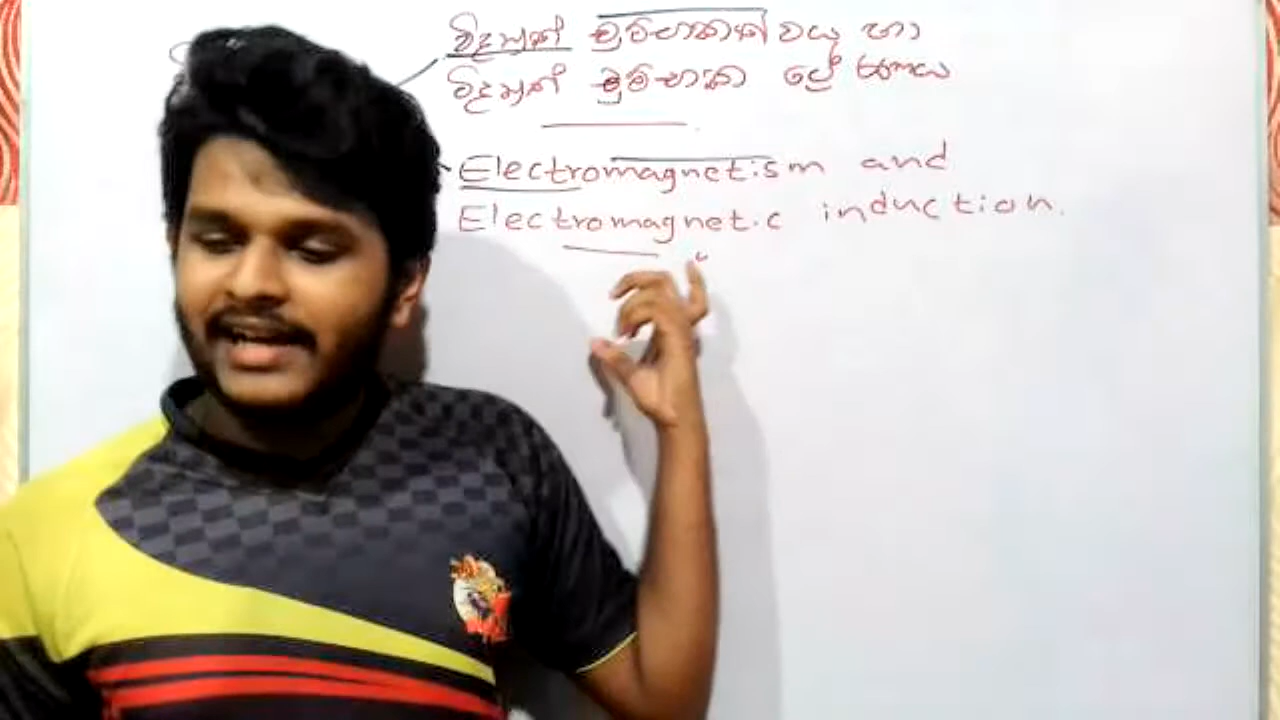 විද්‍යුත් චුම්භකත් වය හා
විද්‍යුත් චුම්භක ප්‍රේරණය
Electromagnetism and
Electromagnetic induction.